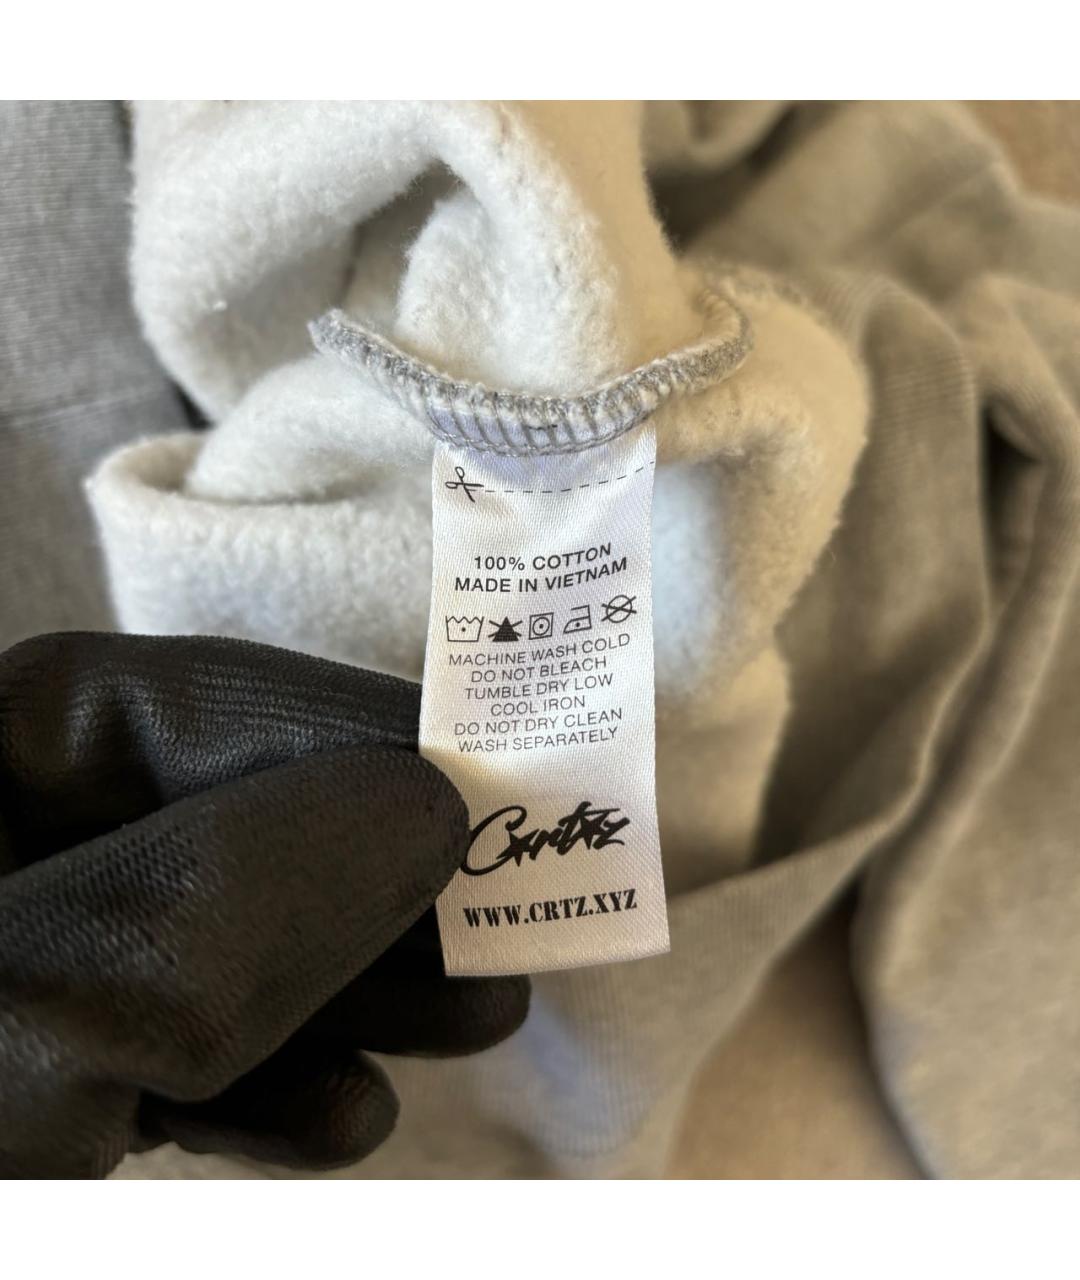 100% COTTON
MADE IN VIETNAM
MACHINE WASH COLD
DO NOT BLEACH
TUMBLE DRY LOW
COOL IRON
DO NOT DRY CLEAN
WASH SEPARATELY
Crtz
WWW.CRTZ.XYZ